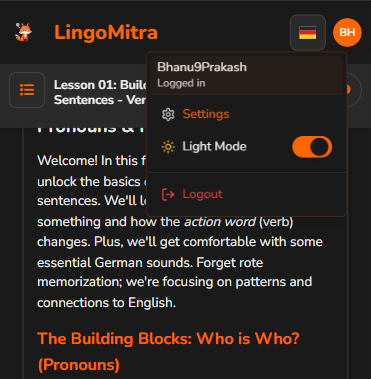 LingoMitra
BH
Bhanu9Prakash
Logged in
Settings
Light Mode
Logout
Lesson 01:
Sentences - Ver
Welcome! In this f
unlock the basics
sentences. We'll
something and how the action word (verb)
changes. Plus, we'll get comfortable with some
essential German sounds. Forget rote
memorization; we're focusing on patterns and
connections to English.
The Building Blocks: Who is Who?
(Pronouns)